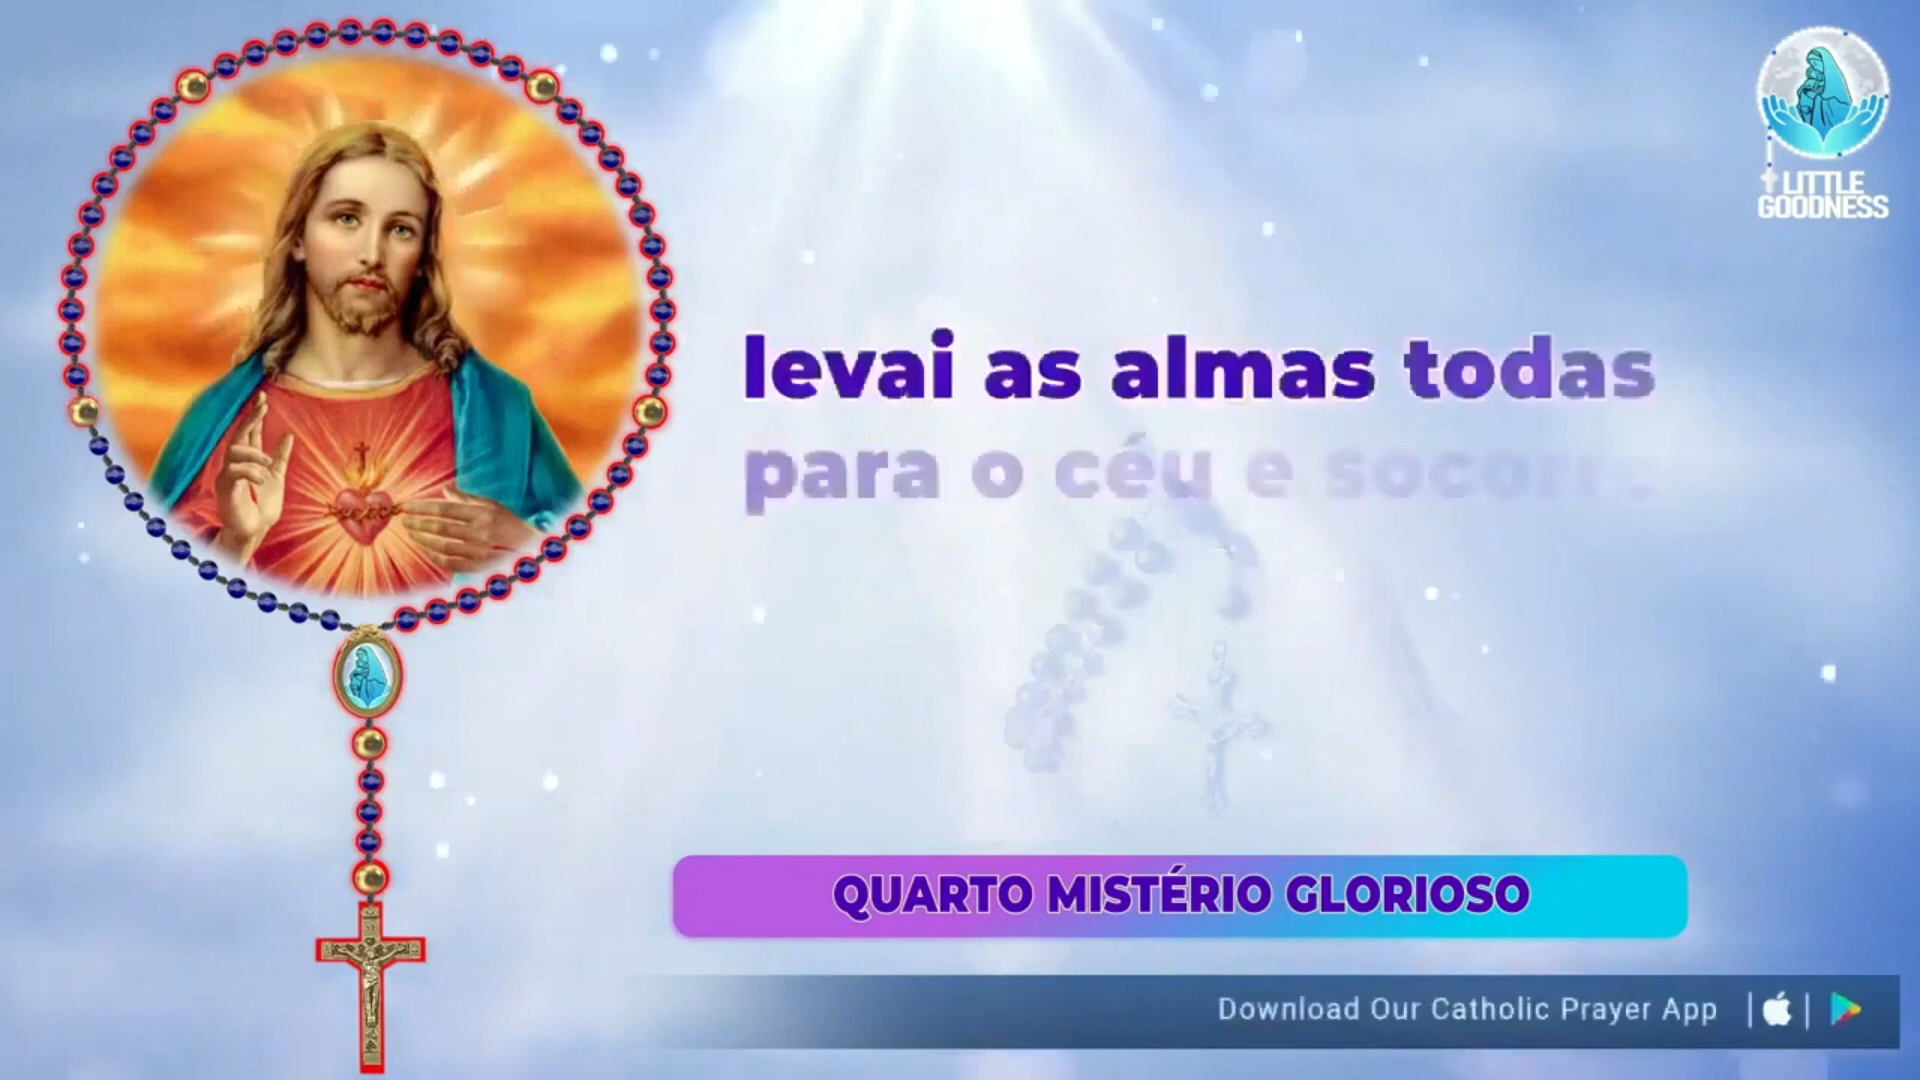 LITTLE
GOODNESS
levai as almas todas
para o céu e
QUARTO MISTÉRIO GLORIOSO
Download Our Catholic Prayer App